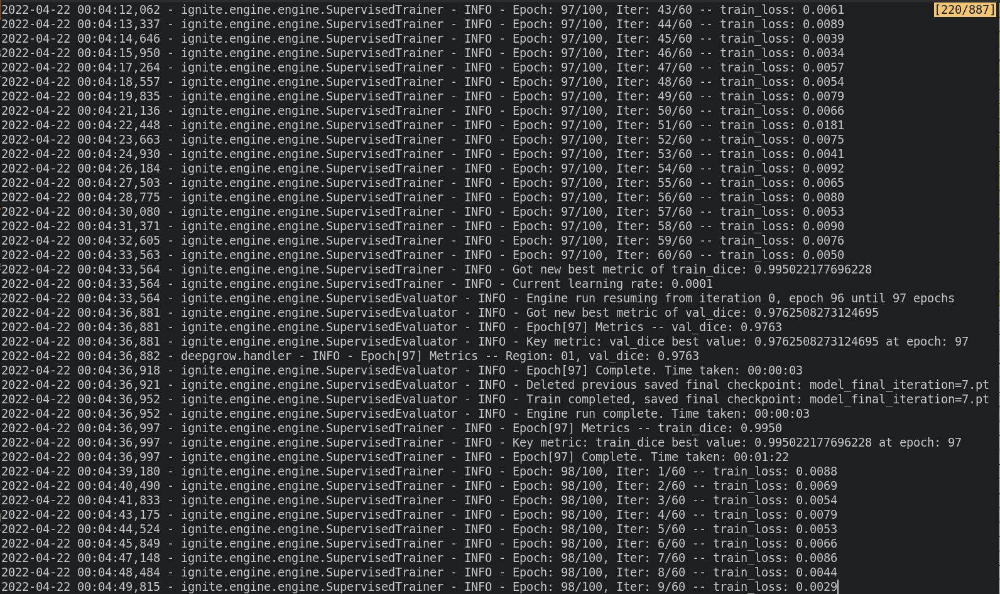 2022-04-22 00:04:12,062 - ignite.engine.engine.SupervisedTrainer - INFO - Epoch: 97/100, Iter: 43/60 -- train_loss: 0.0061 [220/887]
2022-04-22 00:04:13,337 - ignite.engine.engine.SupervisedTrainer - INFO - Epoch: 97/100, Iter: 44/60 -- train_loss: 0.0089
2022-04-22 00:04:14,646 - ignite.engine.engine.SupervisedTrainer - INFO - Epoch: 97/100, Iter: 45/60 -- train_loss: 0.0039
2022-04-22 00:04:15,950 - ignite.engine.engine.SupervisedTrainer - INFO - Epoch: 97/100, Iter: 46/60 -- train_loss: 0.0034
2022-04-22 00:04:17,264 - ignite.engine.engine.SupervisedTrainer - INFO - Epoch: 97/100, Iter: 47/60 -- train_loss: 0.0057
2022-04-22 00:04:18,557 - ignite.engine.engine.SupervisedTrainer - INFO - Epoch: 97/100, Iter: 48/60 -- train_loss: 0.0054
2022-04-22 00:04:19,835 - ignite.engine.engine.SupervisedTrainer - INFO - Epoch: 97/100, Iter: 49/60 -- train_loss: 0.0079
2022-04-22 00:04:21,136 - ignite.engine.engine.SupervisedTrainer - INFO - Epoch: 97/100, Iter: 50/60 -- train_loss: 0.0066
2022-04-22 00:04:22,448 - ignite.engine.engine.SupervisedTrainer - INFO - Epoch: 97/100, Iter: 51/60 -- train_loss: 0.0181
2022-04-22 00:04:23,663 - ignite.engine.engine.SupervisedTrainer - INFO - Epoch: 97/100, Iter: 52/60 -- train_loss: 0.0075
2022-04-22 00:04:24,930 - ignite.engine.engine.SupervisedTrainer - INFO - Epoch: 97/100, Iter: 53/60 -- train_loss: 0.0041
2022-04-22 00:04:26,184 - ignite.engine.engine.SupervisedTrainer - INFO - Epoch: 97/100, Iter: 54/60 -- train_loss: 0.0092
2022-04-22 00:04:27,503 - ignite.engine.engine.SupervisedTrainer - INFO - Epoch: 97/100, Iter: 55/60 -- train_loss: 0.0065
2022-04-22 00:04:28,775 - ignite.engine.engine.SupervisedTrainer - INFO - Epoch: 97/100, Iter: 56/60 -- train_loss: 0.0080
2022-04-22 00:04:30,080 - ignite.engine.engine.SupervisedTrainer - INFO - Epoch: 97/100, Iter: 57/60 -- train_loss: 0.0053
2022-04-22 00:04:31,371 - ignite.engine.engine.SupervisedTrainer - INFO - Epoch: 97/100, Iter: 58/60 -- train_loss: 0.0090
2022-04-22 00:04:32,605 - ignite.engine.engine.SupervisedTrainer - INFO - Epoch: 97/100, Iter: 59/60 -- train_loss: 0.0076
2022-04-22 00:04:33,563 - ignite.engine.engine.SupervisedTrainer - INFO - Epoch: 97/100, Iter: 60/60 -- train_loss: 0.0050
2022-04-22 00:04:33,564 - ignite.engine.engine.SupervisedTrainer - INFO - Got new best metric of train_dice: 0.995022177696228
2022-04-22 00:04:33,564 - ignite.engine.engine.SupervisedTrainer - INFO - Current learning rate: 0.0001
2022-04-22 00:04:33,564 - ignite.engine.engine.SupervisedEvaluator - INFO - Engine run resuming from iteration 0, epoch 96 until 97 epochs
2022-04-22 00:04:36,881 - ignite.engine.engine.SupervisedEvaluator - INFO - Got new best metric of val_dice: 0.9762508273124695
2022-04-22 00:04:36,881 - ignite.engine.engine.SupervisedEvaluator - INFO - Epoch[97] Metrics -- val_dice: 0.9763
2022-04-22 00:04:36,881 - ignite.engine.engine.SupervisedEvaluator - INFO - Key metric: val_dice best value: 0.9762508273124695 at epoch: 97
2022-04-22 00:04:36,882 - deepgrow.handler - INFO - Epoch[97] Metrics -- Region: 01, val_dice: 0.9763
2022-04-22 00:04:36,918 - ignite.engine.engine.SupervisedEvaluator - INFO - Epoch[97] Complete. Time taken: 00:00:03
2022-04-22 00:04:36,921 - ignite.engine.engine.SupervisedEvaluator - INFO - Deleted previous saved final checkpoint: model_final_iteration=7.pt
2022-04-22 00:04:36,952 - ignite.engine.engine.SupervisedEvaluator - INFO - Train completed, saved final checkpoint: model_final_iteration=7.pt
2022-04-22 00:04:36,952 - ignite.engine.engine.SupervisedEvaluator - INFO - Engine run complete. Time taken: 00:00:03
2022-04-22 00:04:36,997 - ignite.engine.engine.SupervisedTrainer - INFO - Epoch[97] Metrics -- train_dice: 0.9950
2022-04-22 00:04:36,997 - ignite.engine.engine.SupervisedTrainer - INFO - Key metric: train_dice best value: 0.995022177696228 at epoch: 97
2022-04-22 00:04:36,997 - ignite.engine.engine.SupervisedTrainer - INFO - Epoch[97] Complete. Time taken: 00:01:22
2022-04-22 00:04:39,180 - ignite.engine.engine.SupervisedTrainer - INFO - Epoch: 98/100, Iter: 1/60 -- train_loss: 0.0088
2022-04-22 00:04:40,490 - ignite.engine.engine.SupervisedTrainer - INFO - Epoch: 98/100, Iter: 2/60 -- train_loss: 0.0069
2022-04-22 00:04:41,833 - ignite.engine.engine.SupervisedTrainer - INFO - Epoch: 98/100, Iter: 3/60 -- train_loss: 0.0054
2022-04-22 00:04:43,175 - ignite.engine.engine.SupervisedTrainer - INFO - Epoch: 98/100, Iter: 4/60 -- train_loss: 0.0079
2022-04-22 00:04:44,524 - ignite.engine.engine.SupervisedTrainer - INFO - Epoch: 98/100, Iter: 5/60 -- train_loss: 0.0053
2022-04-22 00:04:45,849 - ignite.engine.engine.SupervisedTrainer - INFO - Epoch: 98/100, Iter: 6/60 -- train_loss: 0.0066
2022-04-22 00:04:47,148 - ignite.engine.engine.SupervisedTrainer - INFO - Epoch: 98/100, Iter: 7/60 -- train_loss: 0.0086
2022-04-22 00:04:48,484 - ignite.engine.engine.SupervisedTrainer - INFO - Epoch: 98/100, Iter: 8/60 -- train_loss: 0.0044
2022-04-22 00:04:49,815 - ignite.engine.engine.SupervisedTrainer - INFO - Epoch: 98/100, Iter: 9/60 -- train_loss: 0.0029